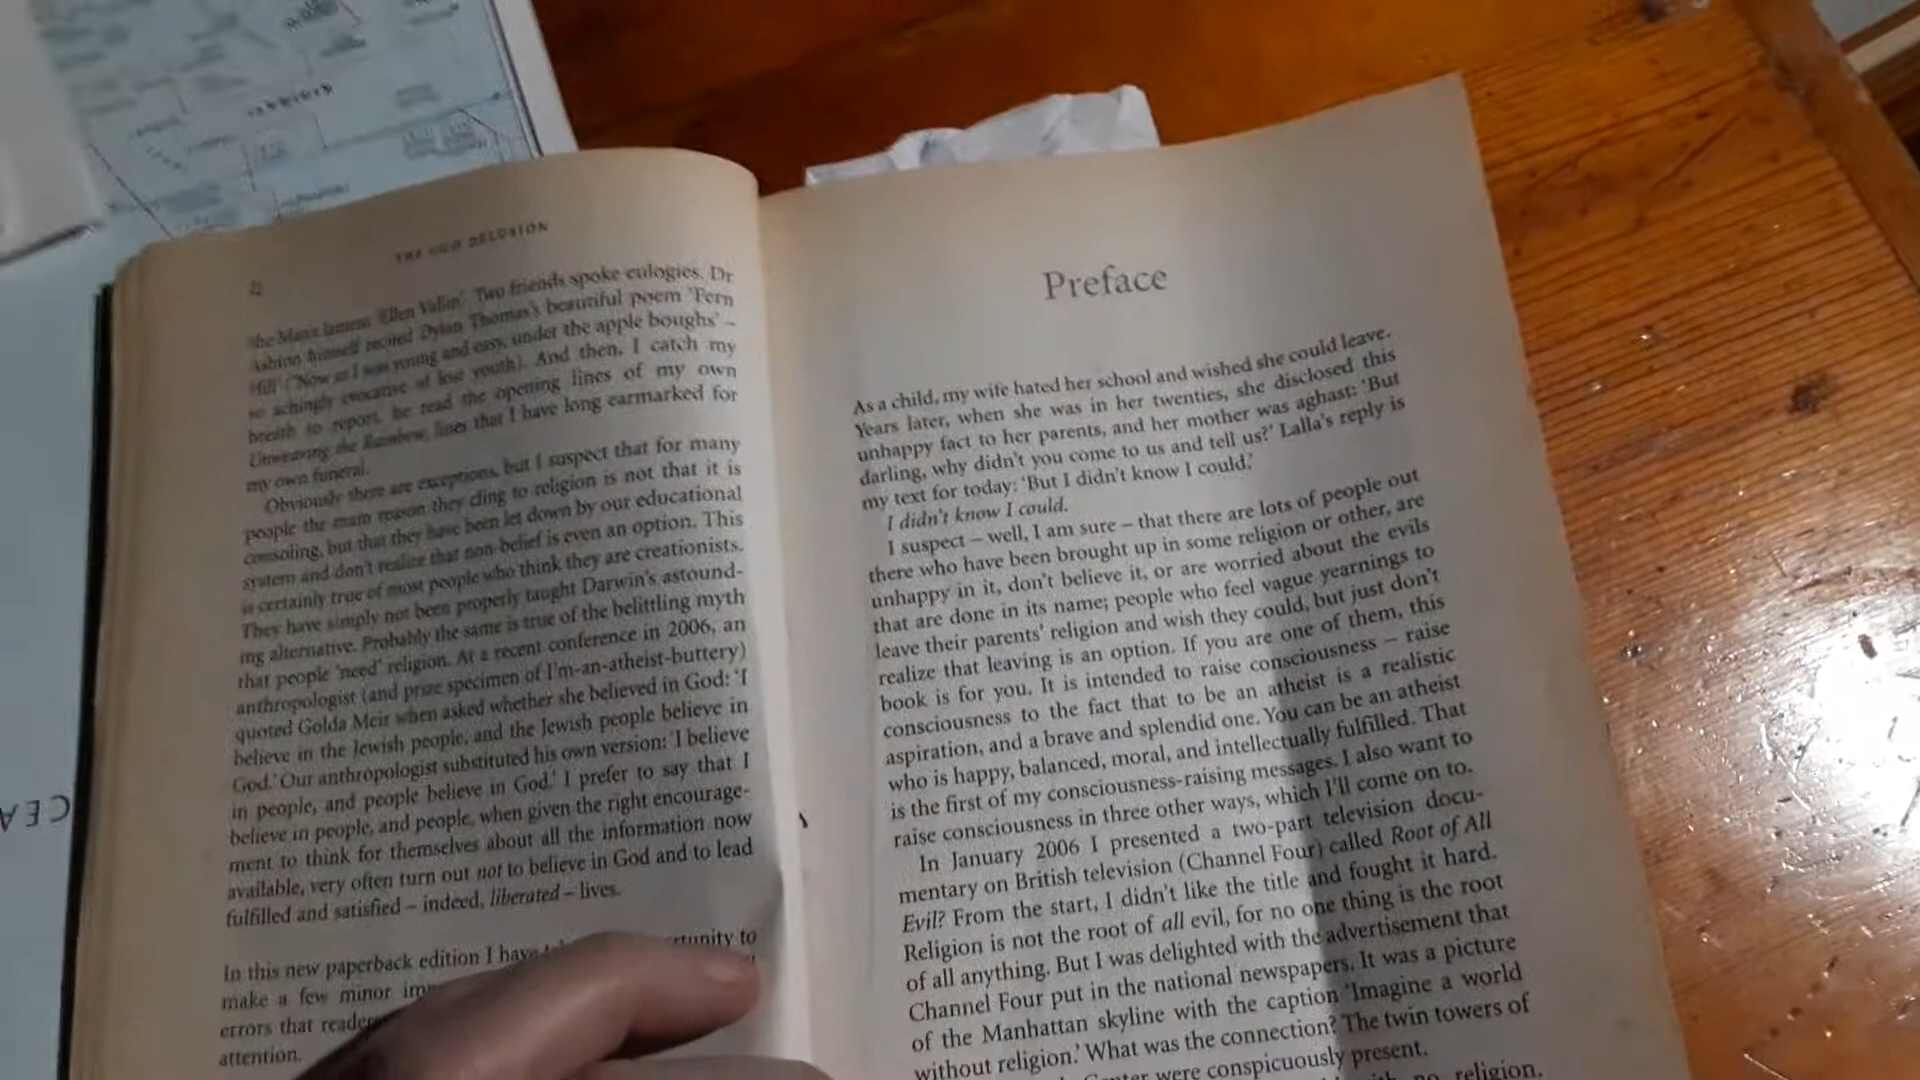 THE GOD DELUSION
22
the Manx lament 'Ellen Vallin'. Two friends spoke eulogies. Dr
Ashton himself recited Dylan Thomas's beautiful poem 'Fern
Hill' ('Now as I was young and easy, under the apple boughs' –
so achingly evocative of lost youth). And then, I catch my
breath to report, he read the opening lines of my own
Unweaving the Rainbow, lines that I have long earmarked for
my own funeral.
Obviously there are exceptions, but I suspect that for many
people the main reason they cling to religion is not that it is
consoling, but that they have been let down by our educational
system and don't realize that non-belief is even an option. This
is certainly true of most people who think they are creationists.
They have simply not been properly taught Darwin's astound-
ing alternative. Probably the same is true of the belittling myth
that people 'need' religion. At a recent conference in 2006, an
anthropologist (and prize specimen of I'm-an-atheist-buttery)
quoted Golda Meir when asked whether she believed in God: 'I
believe in the Jewish people, and the Jewish people believe in
God.' Our anthropologist substituted his own version: 'I believe
in people, and people believe in God.' I prefer to say that I
believe in people, and people, when given the right encourage-
ment to think for themselves about all the information now
available, very often turn out not to believe in God and to lead
fulfilled and satisfied – indeed, liberated – lives.
In this new paperback edition I have to
make a few minor
errors that
attention.
Preface
As a child, my wife hated her school and wished she could leave.
Years later, when she was in her twenties, she disclosed this
unhappy fact to her parents, and her mother was aghast: 'But
darling, why didn't you come to us and tell us?' Lalla's reply is
my text for today: 'But I didn't know I could.'
I didn't know I could.
I suspect – well, I am sure – that there are lots of people out
there who have been brought up in some religion or other, are
unhappy in it, don't believe it, or are worried about the evils
that are done in its name; people who feel vague yearnings to
leave their parents' religion and wish they could, but just don't
realize that leaving is an option. If you are one of them, this
book is for you. It is intended to raise consciousness – raise
consciousness to the fact that to be an atheist is a realistic
aspiration, and a brave and splendid one. You can be an atheist
who is happy, balanced, moral, and intellectually fulfilled. That
is the first of my consciousness-raising messages. I also want to
raise consciousness in three other ways, which I'll come on to.
In January 2006 I presented a two-part television docu-
mentary on British television (Channel Four) called Root of All
Evil? From the start, I didn't like the title and fought it hard.
Religion is not the root of all evil, for no one thing is the root
of all anything. But I was delighted with the advertisement that
Channel Four put in the national newspapers. It was a picture
of the Manhattan skyline with the caption 'Imagine a world
without religion.' What was the connection? The twin towers of
were conspicuously present.
no religion.